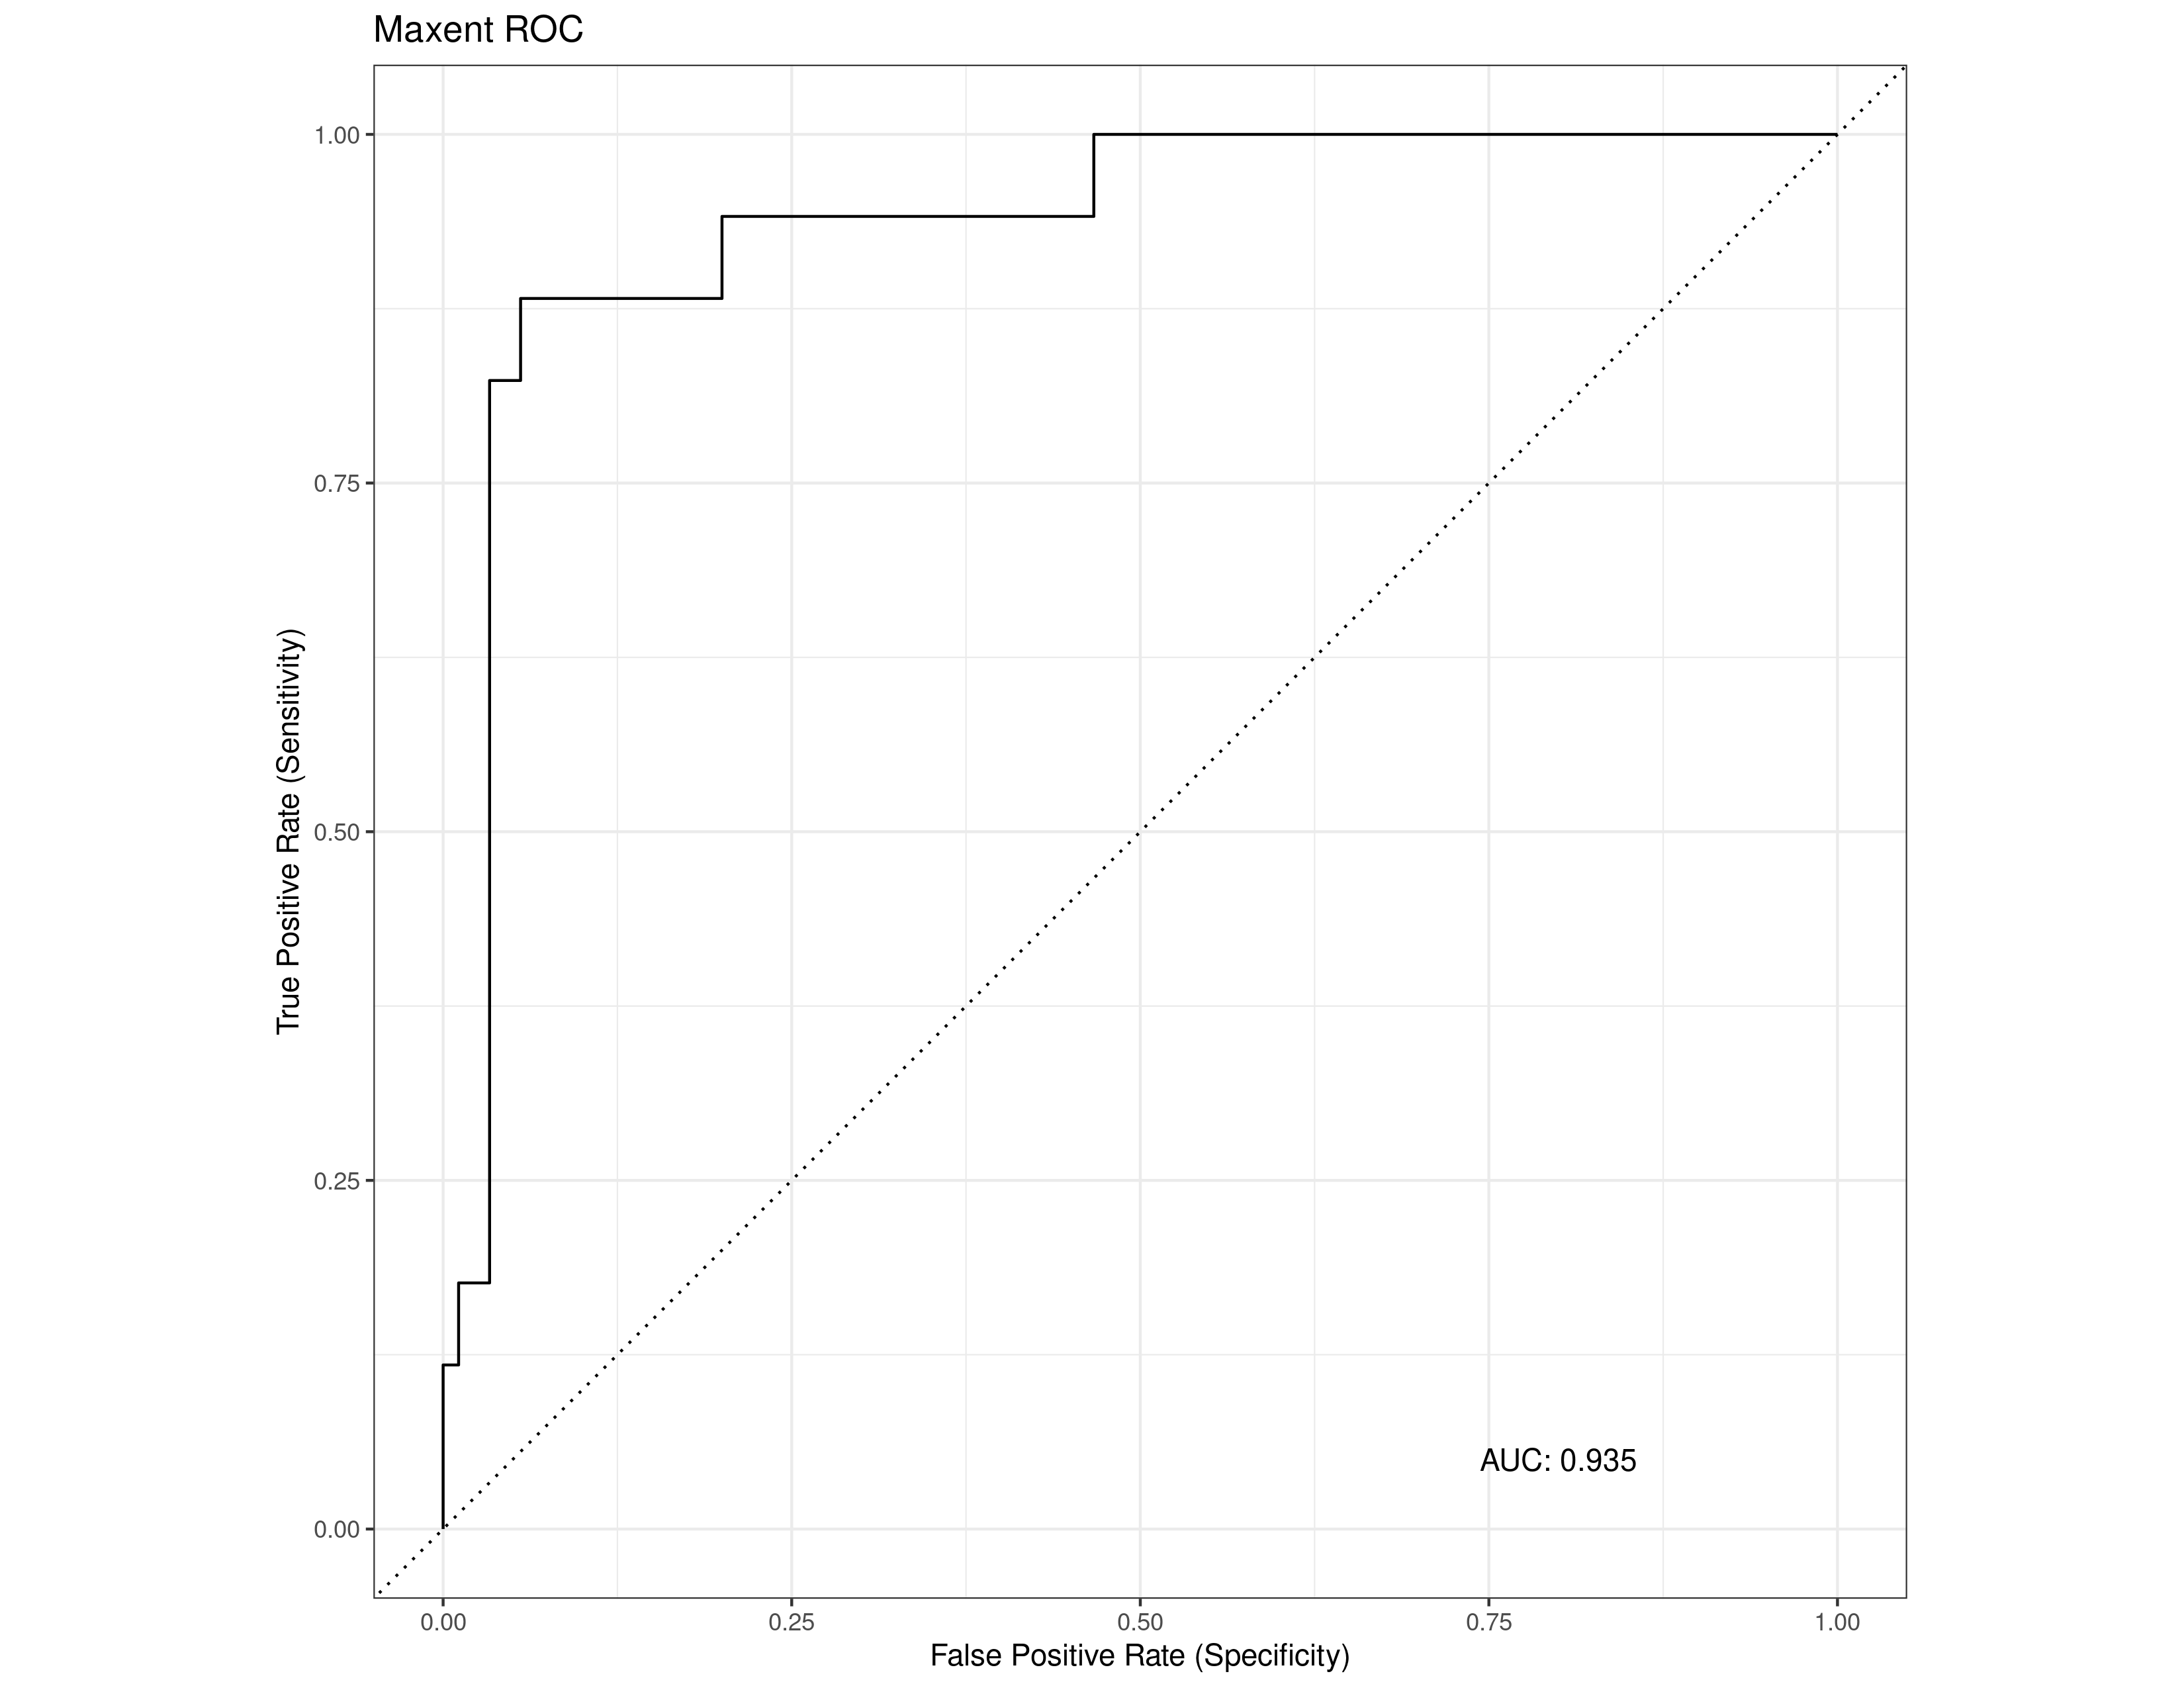 Maxent ROC
True Positive Rate (Sensitivity)
1.00
0.75
0.50
0.25
0.00
AUC: 0.935
0.00 0.25 0.50 0.75 1.00
False Positive Rate (Specificity)